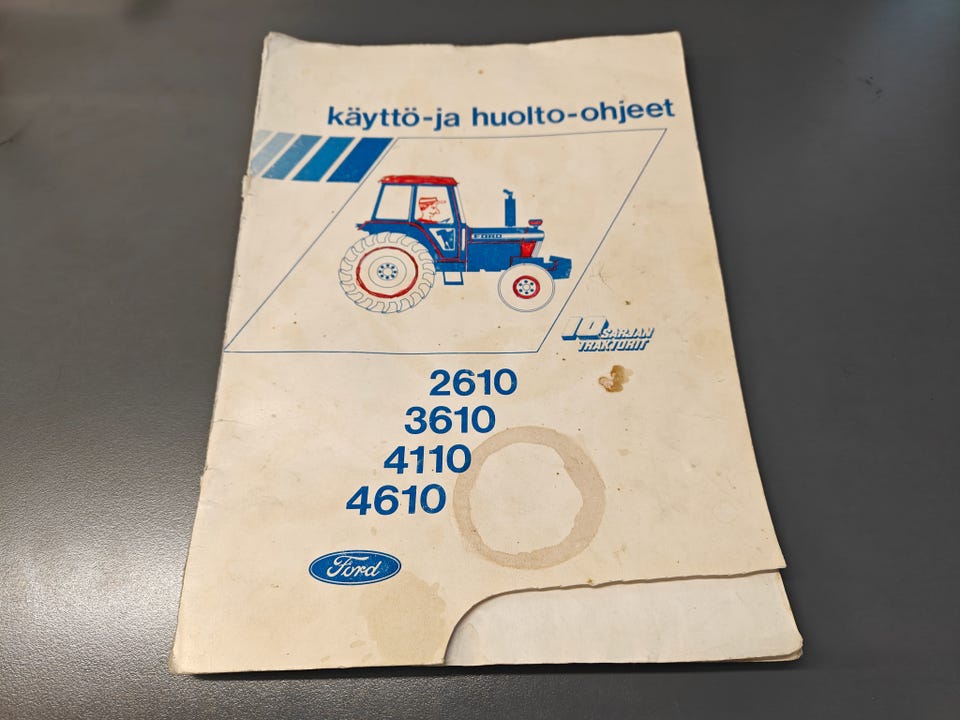 käyttö-ja huolto-ohjeet
FORD
10 SARJAN
TRAKTORIT
2610
3610
4110
4610
Ford